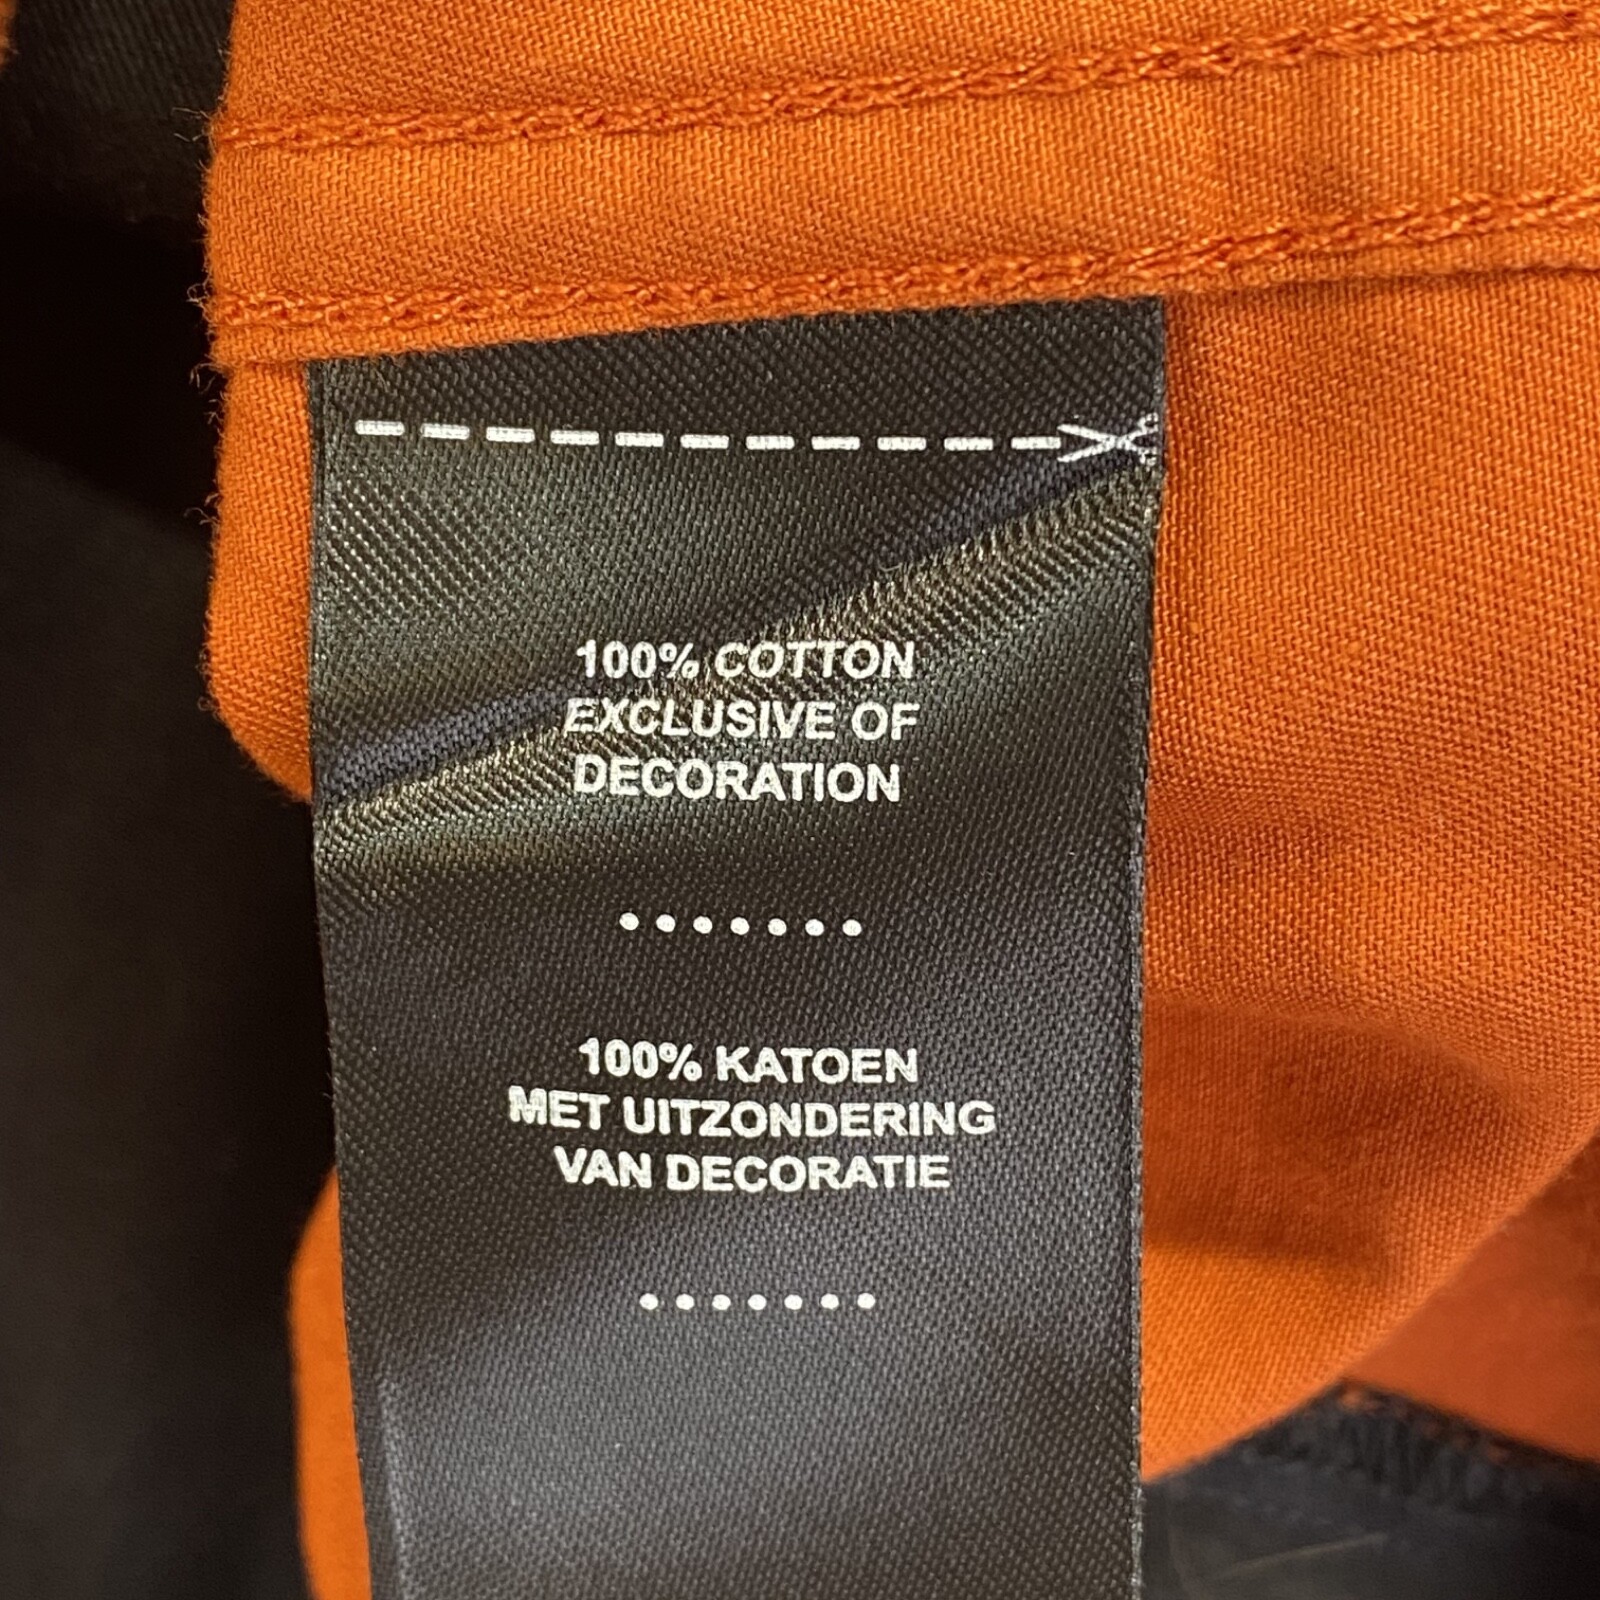 100% COTTON
EXCLUSIVE OF
DECORATION
100% KATOEN
MET UITZONDERING
VAN DECORATIE